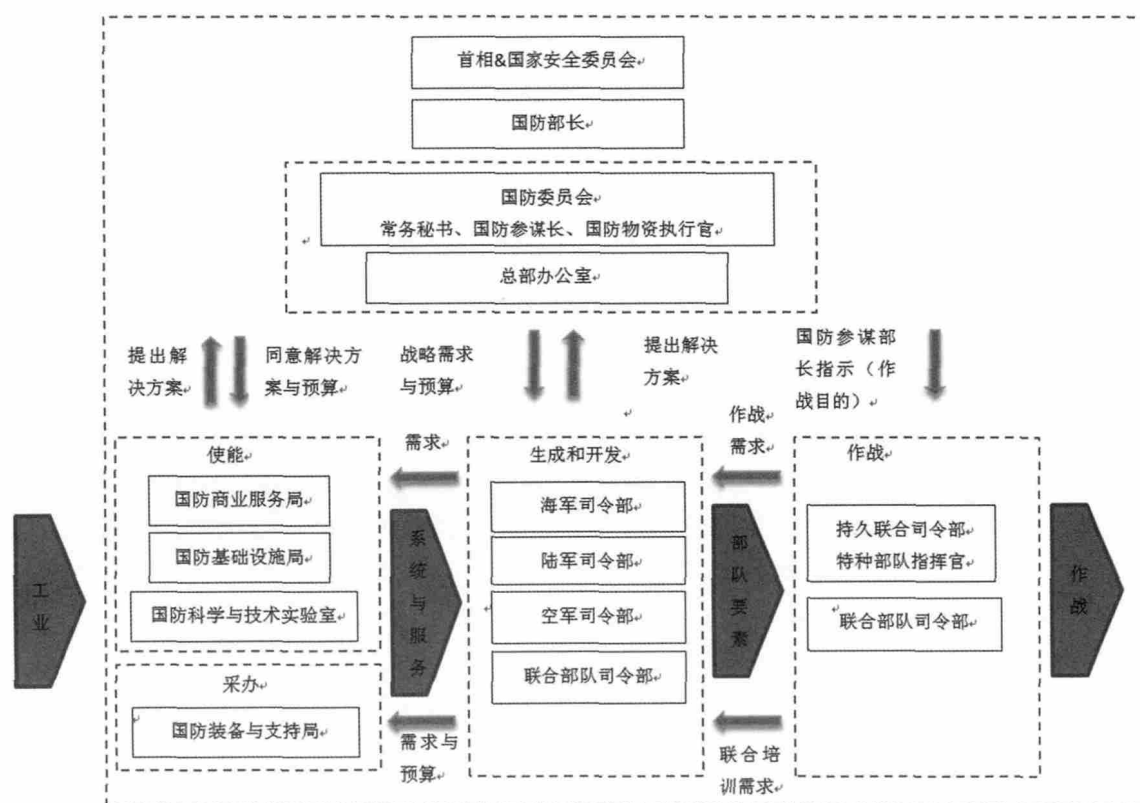 首相&国家安全委员会
国防部长
国防委员会
常务秘书、国防参谋长、国防物资执行官
总部办公室
提出解
决方案
同意解决方
案与预算
战略需求
与预算
提出解决
方案
国防参谋部
长指示（作
战目的）
使能
国防商业服务局
国防基础设施局
国防科学与技术实验室
采办
国防装备与支持局
需求
需求与
预算
生成和开发
海军司令部
陆军司令部
空军司令部
联合部队司令部
作战
需求
联合培
训需求
作战
持久联合司令部
特种部队指挥官
联合部队司令部
工业
系统与服务
部队要素
作战